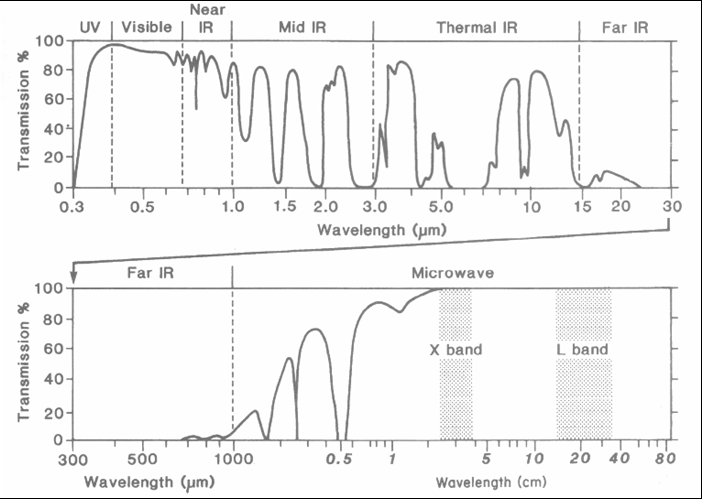 Near
UV Visible IR Mid IR Thermal IR Far IR
100
80
60
40
20
0
Transmission %
0.3 0.5 1.0 1.5 2.0 3.0 5.0 10 15 20 30
Wavelength (μm)
Far IR Microwave
100
80
60
40
20
0
Transmission %
X band L band
300 500 1000 0.5 1 5 10 20 40 80
Wavelength (μm) Wavelength (cm)